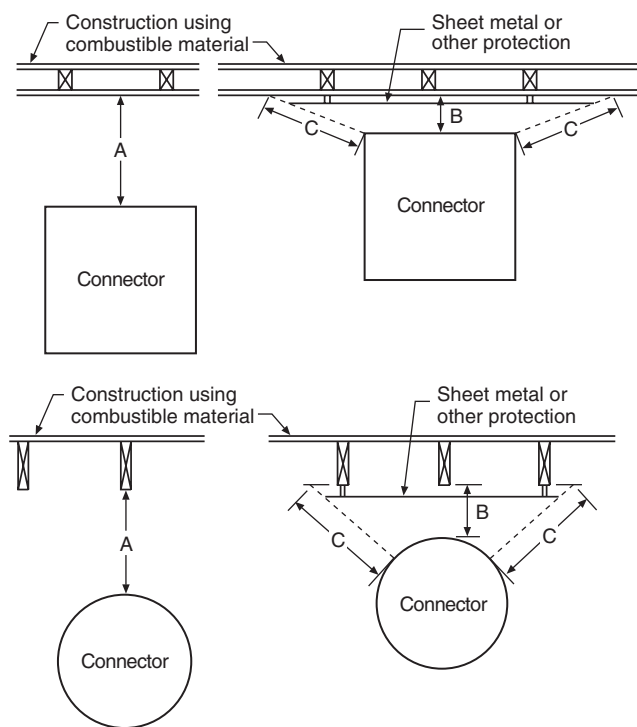 Construction using
combustible material
Sheet metal or
other protection
A
B
C
C
Connector
Connector
Construction using
combustible material
Sheet metal or
other protection
A
B
C
C
Connector
Connector